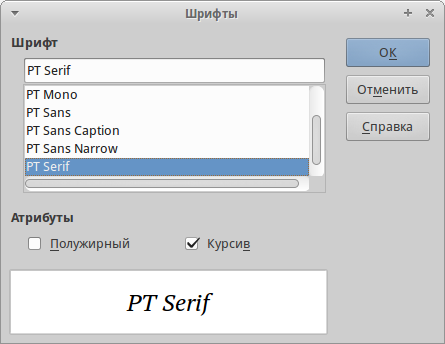 Шрифты
Шрифт
PT Serif
PT Mono
PT Sans
PT Sans Caption
PT Sans Narrow
PT Serif
ОК
Отменить
Справка
Атрибуты
Полужирный
Курсив
PT Serif